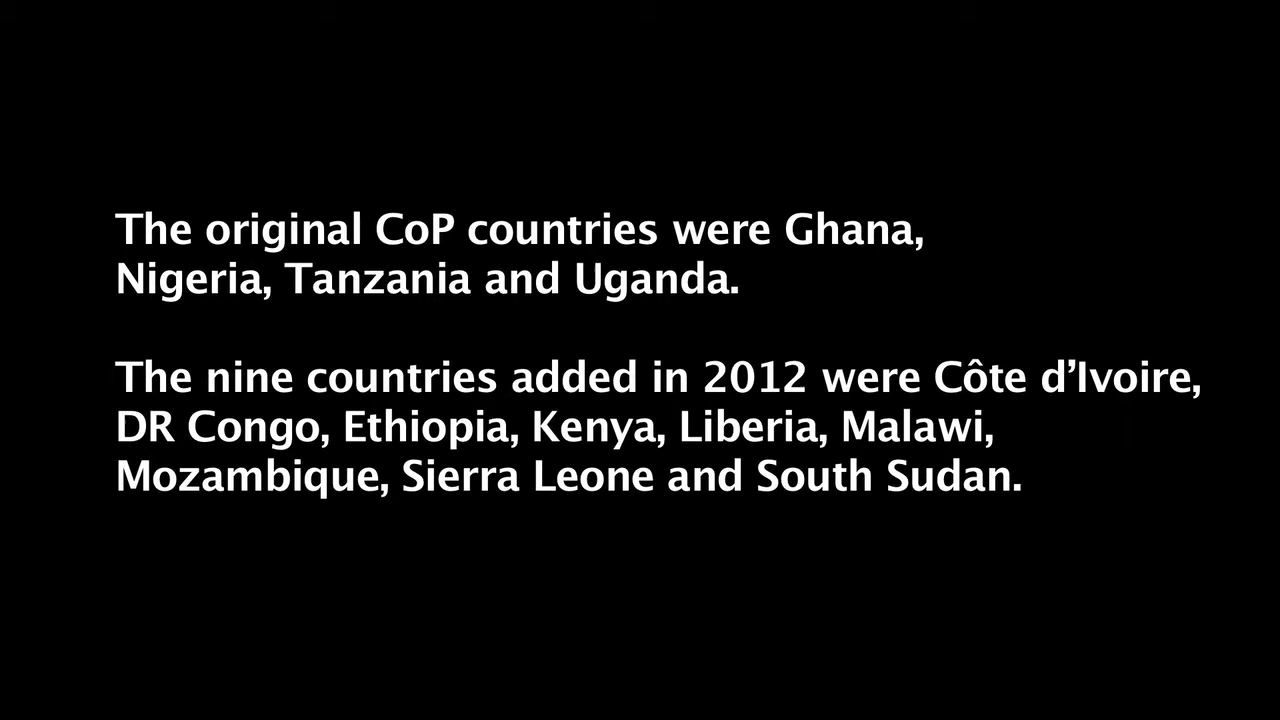 The original CoP countries were Ghana,
Nigeria, Tanzania and Uganda.
The nine countries added in 2012 were Côte d’Ivoire,
DR Congo, Ethiopia, Kenya, Liberia, Malawi,
Mozambique, Sierra Leone and South Sudan.